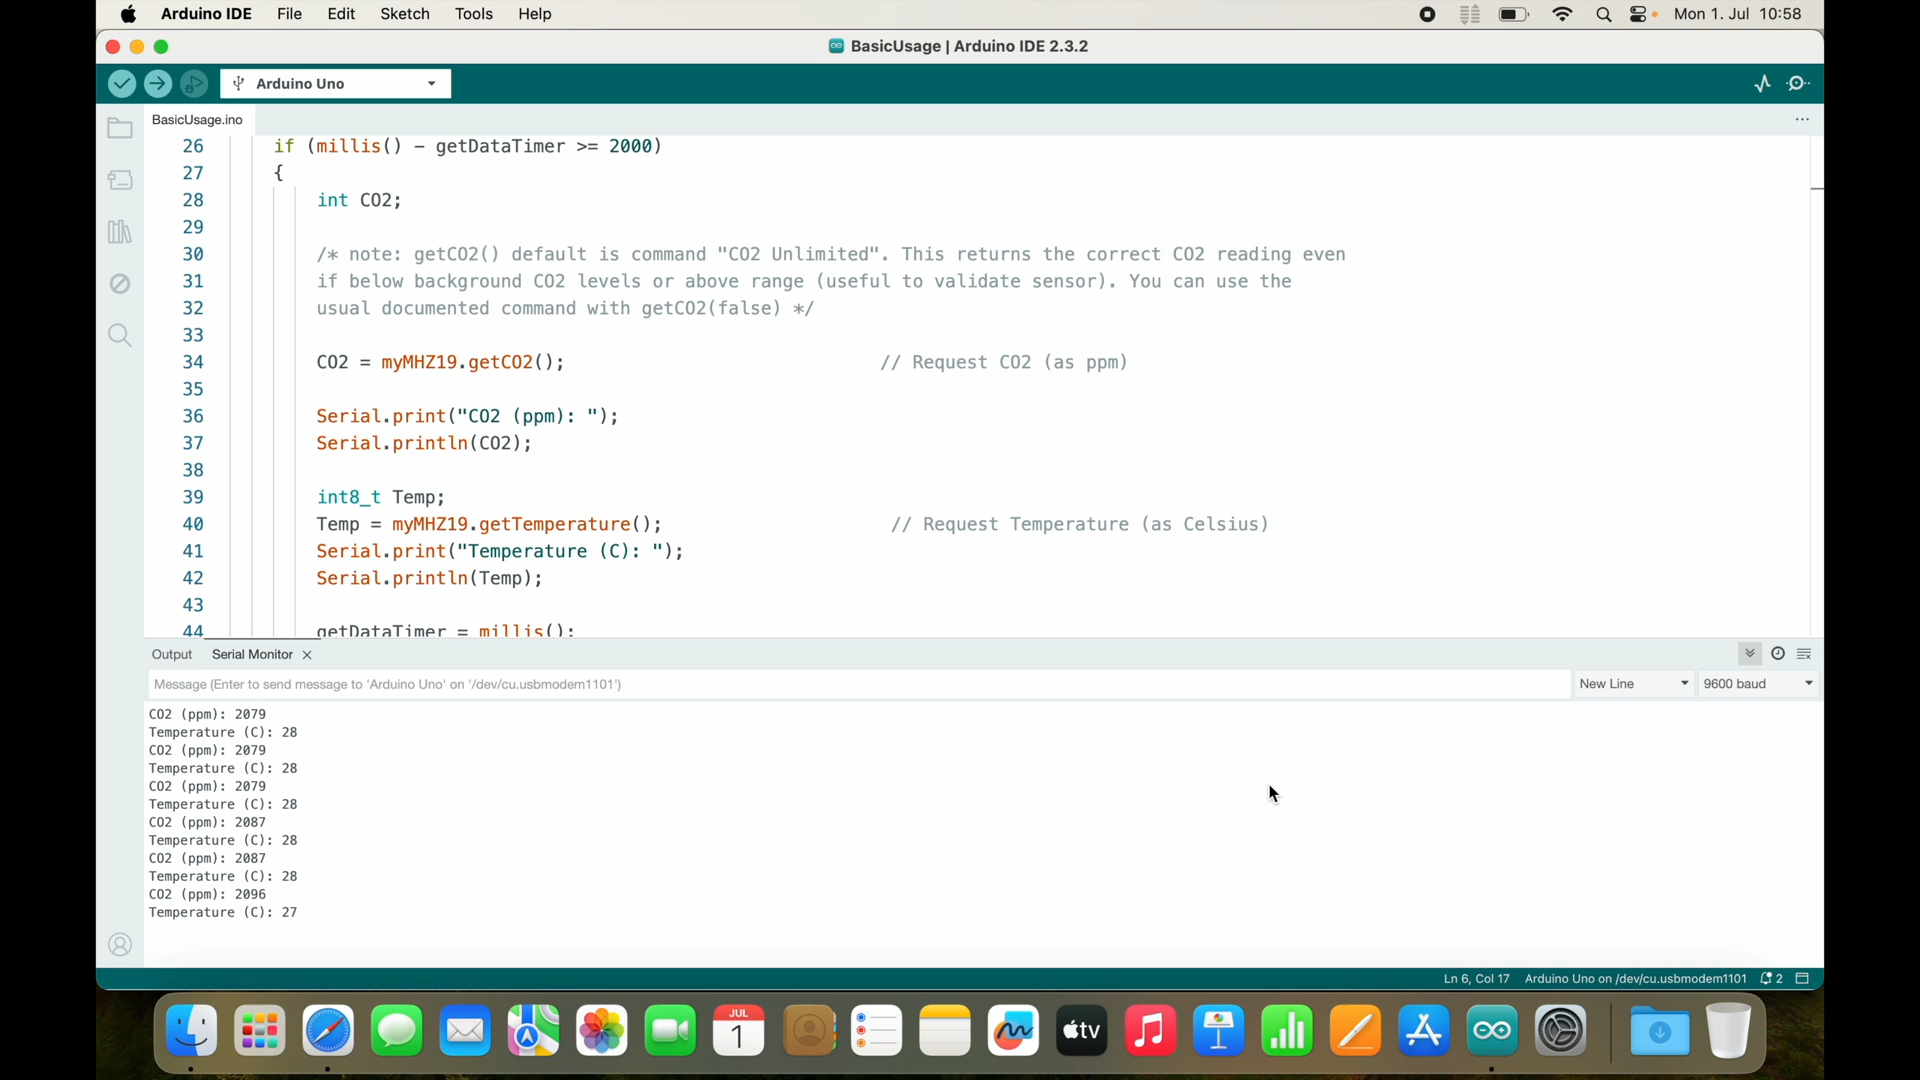 Arduino IDE File Edit Sketch Tools Help Mon 1. Jul 10:58
BasicUsage | Arduino IDE 2.3.2
Arduino Uno
BasicUsage.ino
26 if (millis() - getDataTimer >= 2000)
27 {
28 int CO2;
29
30 /* note: getCO2() default is command "CO2 Unlimited". This returns the correct CO2 reading even
31 if below background CO2 levels or above range (useful to validate sensor). You can use the
32 usual documented command with getCO2(false) */
33
34 CO2 = myMHZ19.getCO2(); // Request CO2 (as ppm)
35
36 Serial.print("CO2 (ppm): ");
37 Serial.println(CO2);
38
39 int8_t Temp;
40 Temp = myMHZ19.getTemperature(); // Request Temperature (as Celsius)
41 Serial.print("Temperature (C): ");
42 Serial.println(Temp);
43
44 getDataTimer = millis();
Output Serial Monitor
Message (Enter to send message to 'Arduino Uno' on '/dev/cu.usbmodem1101') New Line 9600 baud
CO2 (ppm): 2079
Temperature (C): 28
CO2 (ppm): 2079
Temperature (C): 28
CO2 (ppm): 2079
Temperature (C): 28
CO2 (ppm): 2087
Temperature (C): 28
CO2 (ppm): 2087
Temperature (C): 28
CO2 (ppm): 2096
Temperature (C): 27
Ln 6, Col 17 Arduino Uno on /dev/cu.usbmodem1101 2
JUL
1
tv